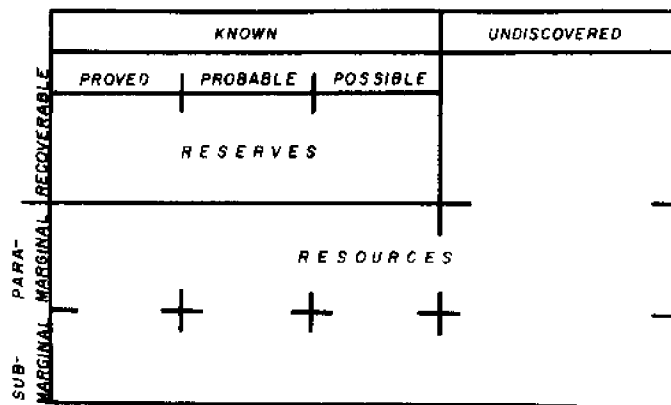 KNOWN UNDISCOVERED
PROVED PROBABLE POSSIBLE
RECOVERABLE
RESERVES
PARA-
MARGINAL
RESOURCES
SUB-
MARGINAL